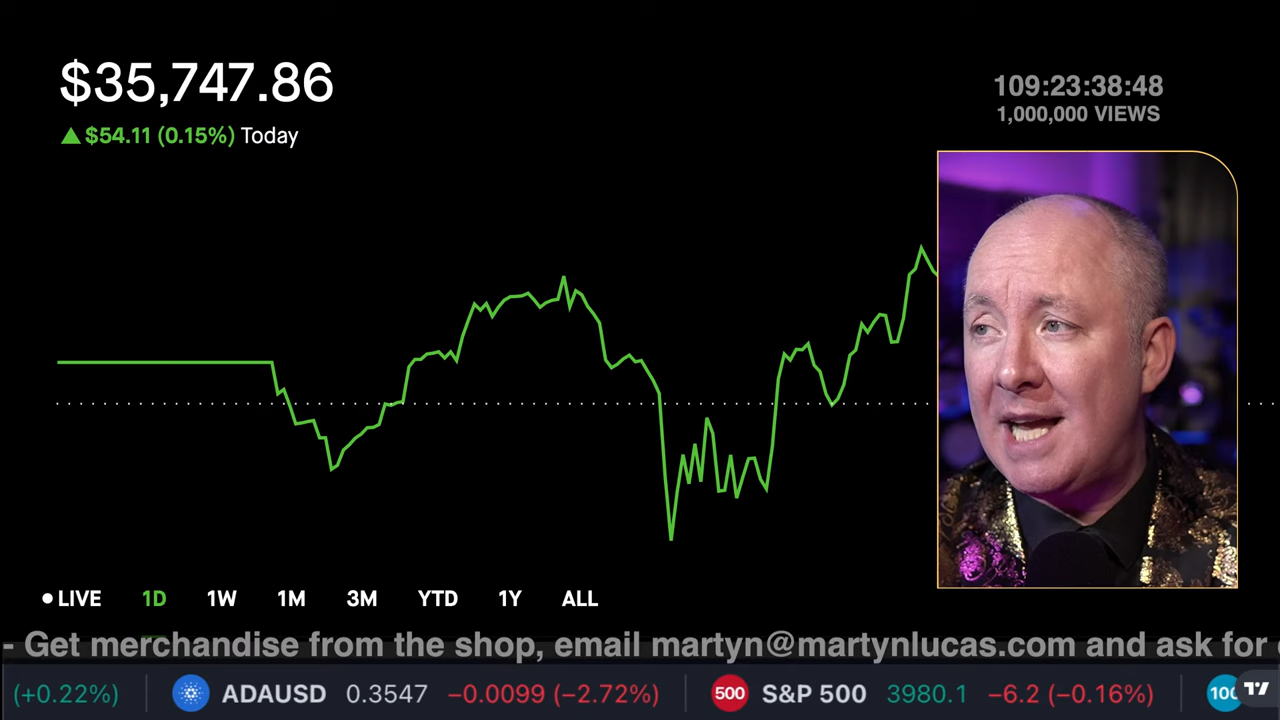 $35,747.86
109:23:38:48
1,000,000 VIEWS
▲ $54.11 (0.15%) Today
• LIVE 1D 1W 1M 3M YTD 1Y ALL
- Get merchandise from the shop, email martyn@martynlucas.com and ask for
(+0.22%) ADAUSD 0.3547 −0.0099 (−2.72%) 500 S&P 500 3980.1 −6.2 (−0.16%) 100